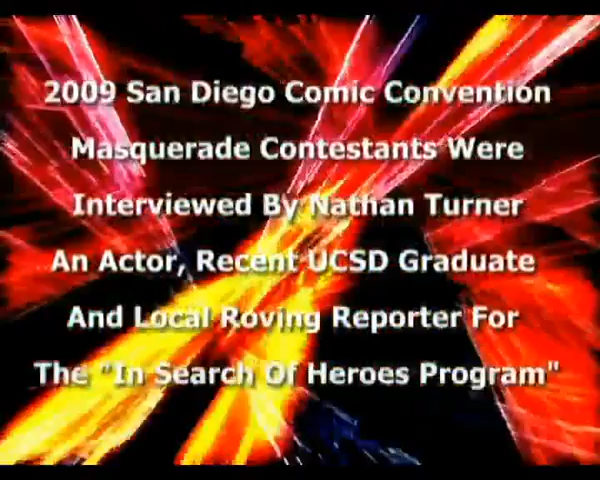 2009 San Diego Comic Convention
Masquerade Contestants Were
Interviewed By Nathan Turner
An Actor, Recent UCSD Graduate
And Local Roving Reporter For
The "In Search Of Heroes Program"